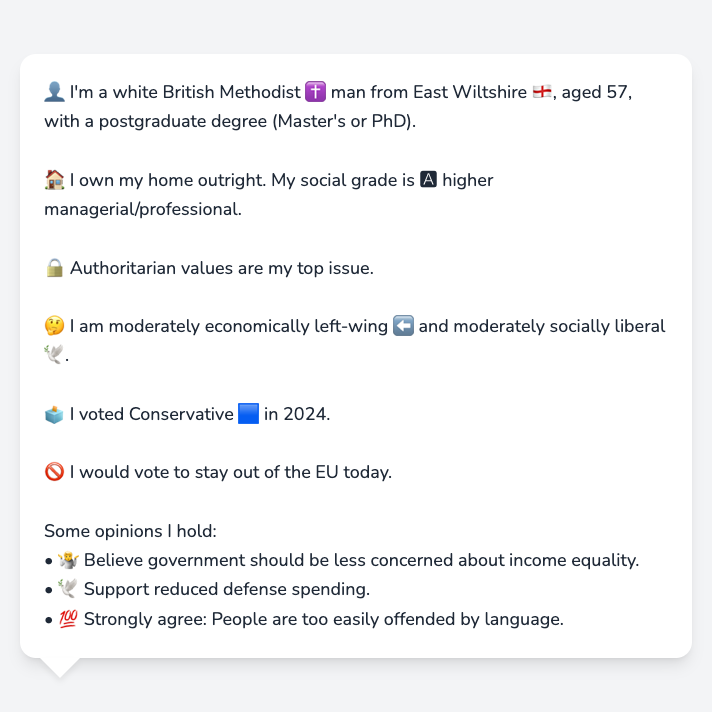 👤 I'm a white British Methodist ✝️ man from East Wiltshire 🏴󠁧󠁢󠁥󠁮󠁧󠁿, aged 57,
with a postgraduate degree (Master's or PhD).
🏠 I own my home outright. My social grade is 🅰 higher
managerial/professional.
🔒 Authoritarian values are my top issue.
🤔 I am moderately economically left-wing ⬅️ and moderately socially liberal
🕊️.
🗳️ I voted Conservative 🟦 in 2024.
🚫 I would vote to stay out of the EU today.
Some opinions I hold:
• 🤷 Believe government should be less concerned about income equality.
• 🕊️ Support reduced defense spending.
• 💯 Strongly agree: People are too easily offended by language.